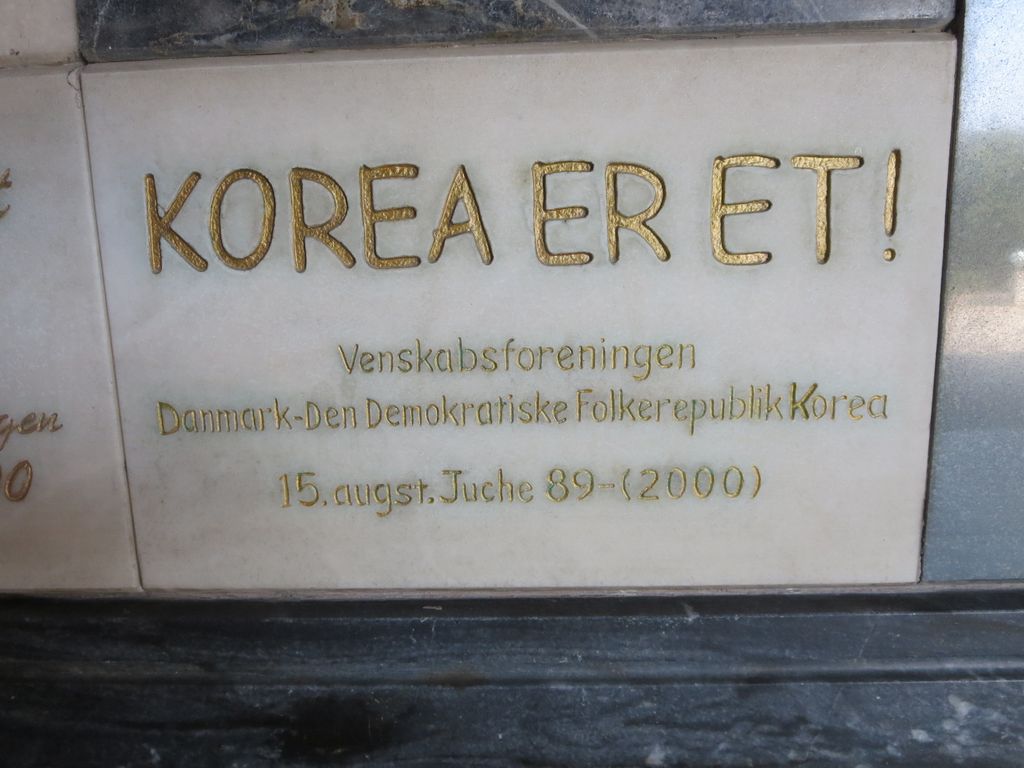 KOREA ER ET!
Venskabsforeningen
Danmark-Den Demokratiske Folkerepublik Korea
15. augst. Juche 89-(2000)